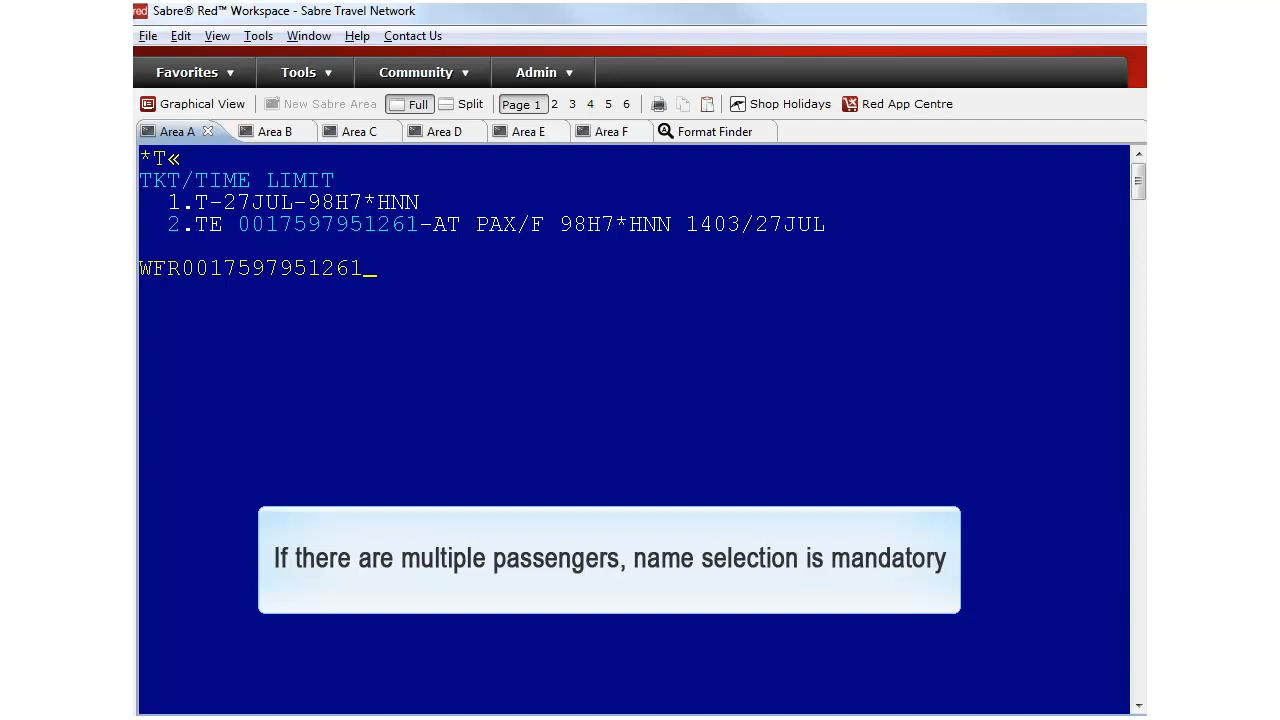 red Sabre® Red™ Workspace - Sabre Travel Network
File Edit View Tools Window Help Contact Us
Favorites ▼ Tools ▼ Community ▼ Admin ▼
Graphical View New Sabre Area Full Split Page 1 2 3 4 5 6 Shop Holidays Red App Centre
Area A Area B Area C Area D Area E Area F Format Finder
*T«
TKT/TIME LIMIT
1.T-27JUL-98H7*HNN
2.TE 0017597951261-AT PAX/F 98H7*HNN 1403/27JUL
WFR0017597951261_
If there are multiple passengers, name selection is mandatory